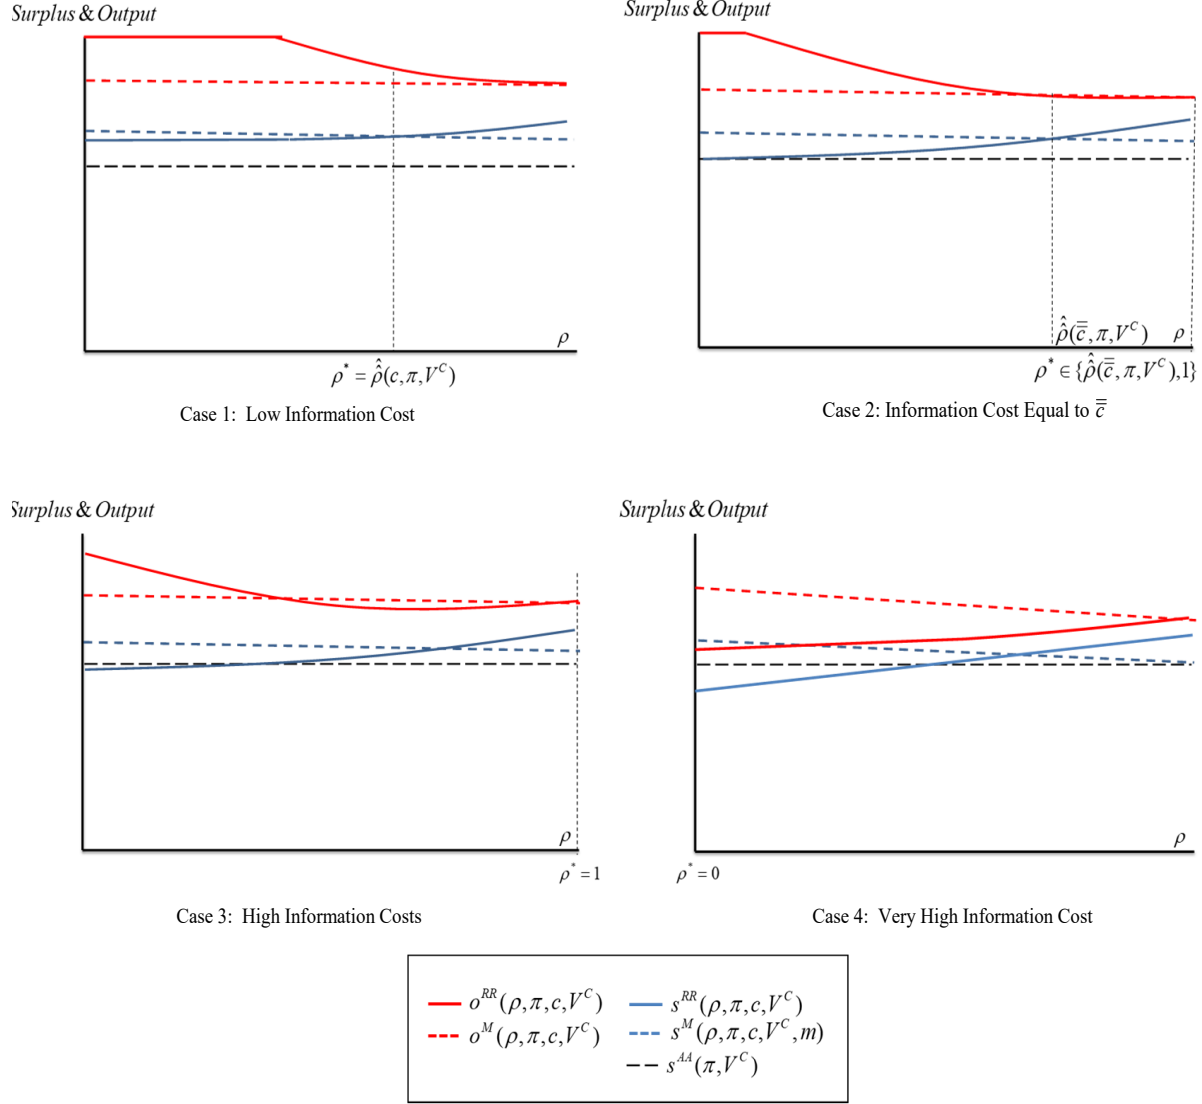 Surplus & Output
ρ
ρ* = ρ̂̂(c,π,V^C)
Case 1: Low Information Cost
Surplus & Output
ρ̂̂(c̿,π,V^C) ρ
ρ* ∈ {ρ̂̂(c̿,π,V^C),1}
Case 2: Information Cost Equal to c̿
Surplus & Output
ρ
ρ* = 1
Case 3: High Information Costs
Surplus & Output
ρ
ρ* = 0
Case 4: Very High Information Cost
o^RR(ρ,π,c,V^C)
s^RR(ρ,π,c,V^C)
o^M(ρ,π,c,V^C)
s^M(ρ,π,c,V^C,m)
s^AA(π,V^C)